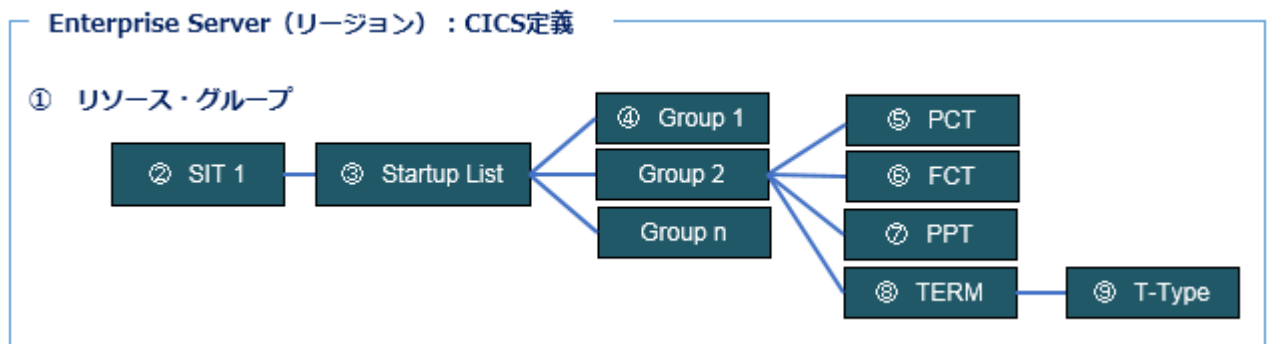 Enterprise Server（リージョン）：CICS定義
① リソース・グループ
② SIT 1
③ Startup List
④ Group 1
Group 2
Group n
⑤ PCT
⑥ FCT
⑦ PPT
⑧ TERM
⑨ T-Type